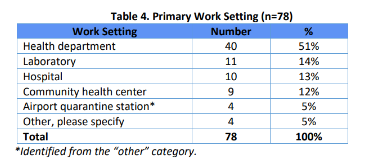 Table 4. Primary Work Setting (n=78)
Work Setting Number %
Health department 40 51%
Laboratory 11 14%
Hospital 10 13%
Community health center 9 12%
Airport quarantine station* 4 5%
Other, please specify 4 5%
Total 78 100%
*Identified from the “other” category.